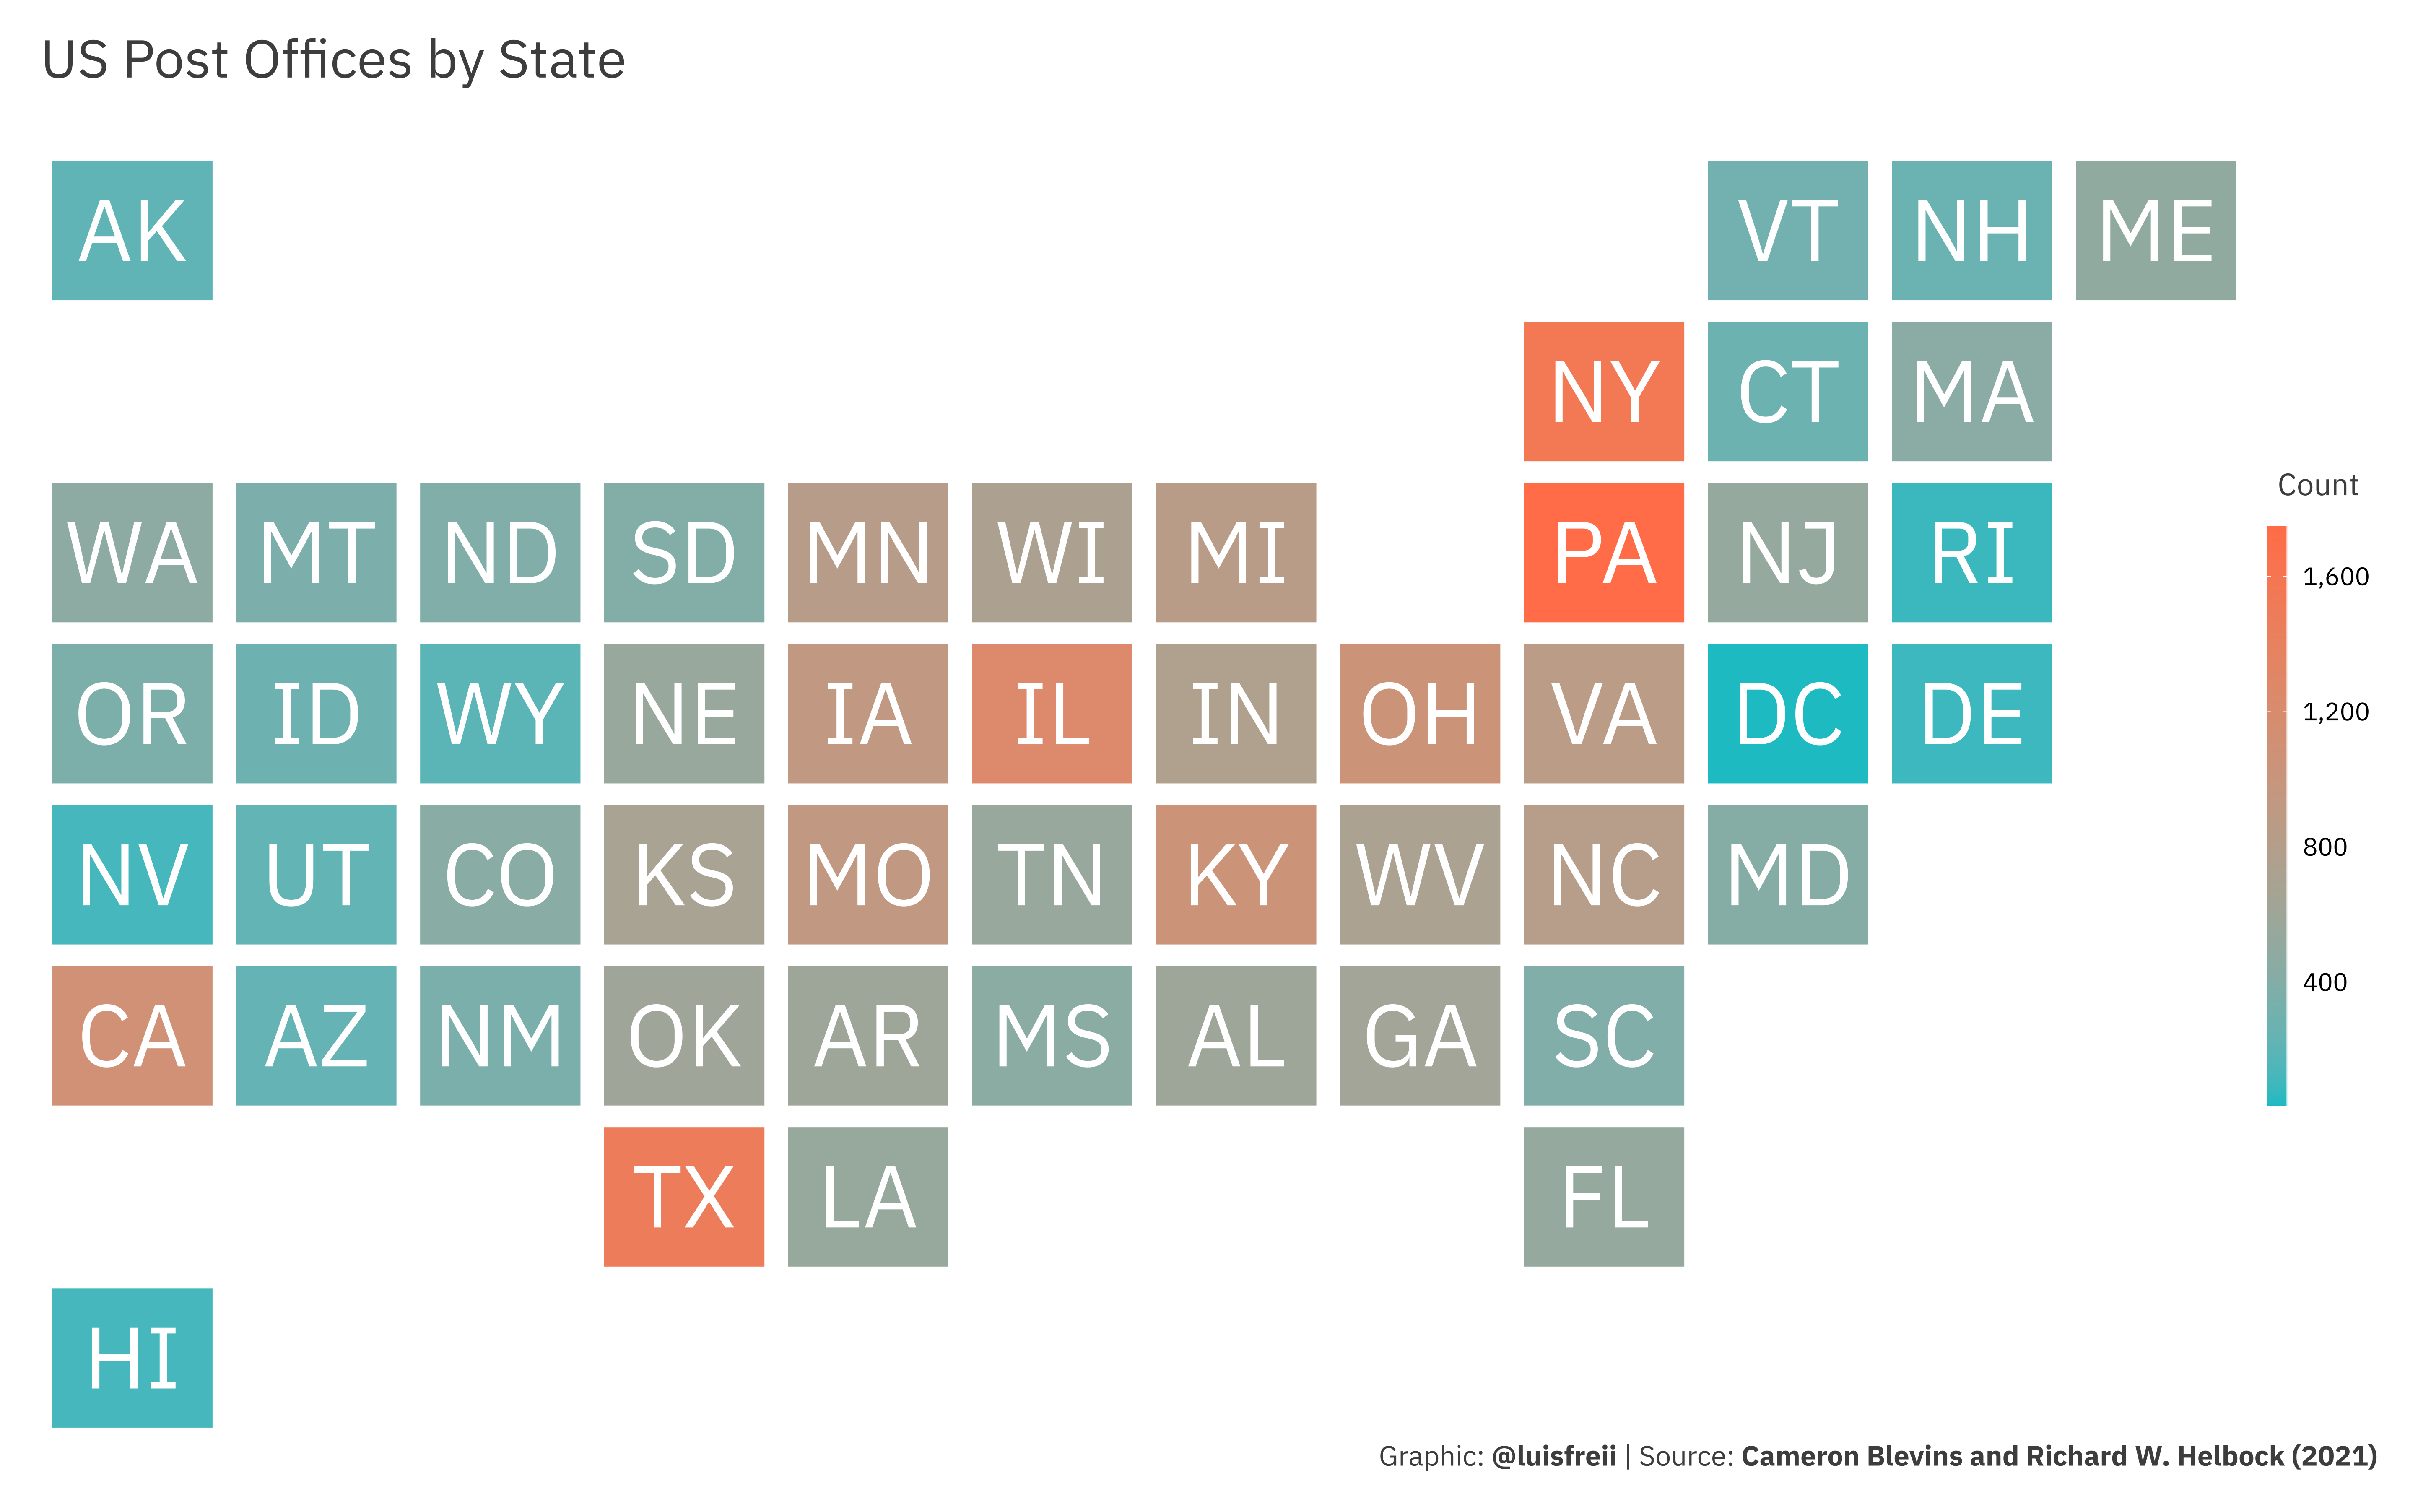 US Post Offices by State
AK VT NH ME
NY CT MA
Count
WA MT ND SD MN WI MI PA NJ RI
1,600
OR ID WY NE IA IL IN OH VA DC DE
1,200
NV UT CO KS MO TN KY WV NC MD
800
CA AZ NM OK AR MS AL GA SC
400
TX LA FL
HI
Graphic: @luisfreii | Source: Cameron Blevins and Richard W. Helbock (2021)